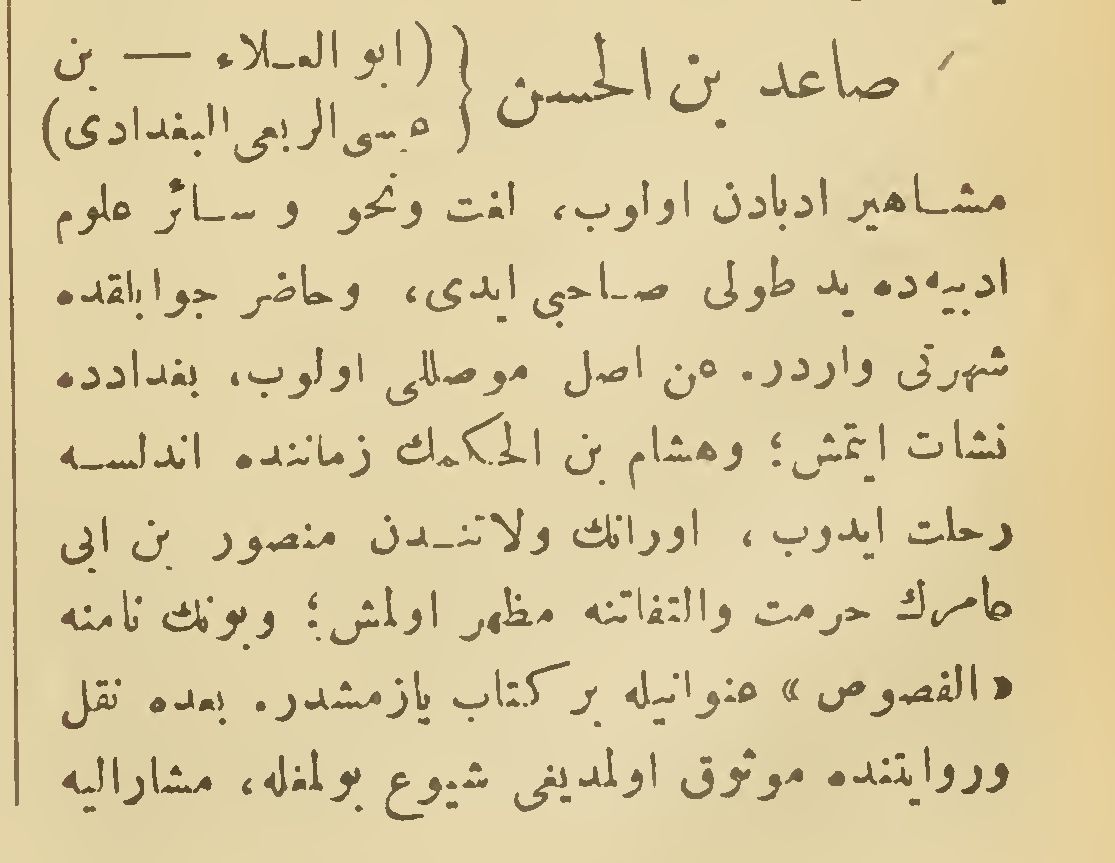 صاعد بن الحسن { (ابو العلاء — بن
عيسى الربعى البغدادى)
مشاهير ادبادن اولوب، لغت ونحو و سائر علوم
ادبيه‌ده يد طولى صاحبى ايدى، وحاضر جوابلقده
شهرتى واردر. عن اصل موصللى اولوب، بغدادده
نشات ايتمش؛ وهشام بن الحكمك زماننده اندلسه
رحلت ايدوب، اورانك ولاتندن منصور بن ابى
عامرك حرمت والتفاتنه مظهر اولمش؛ وبونك نامنه
«الفصوص» عنوانيله بر كتاب يازمشدر. بعده نقل
وروايتنده موثوق اولمديغى شيوع بولمغله، مشاراليه